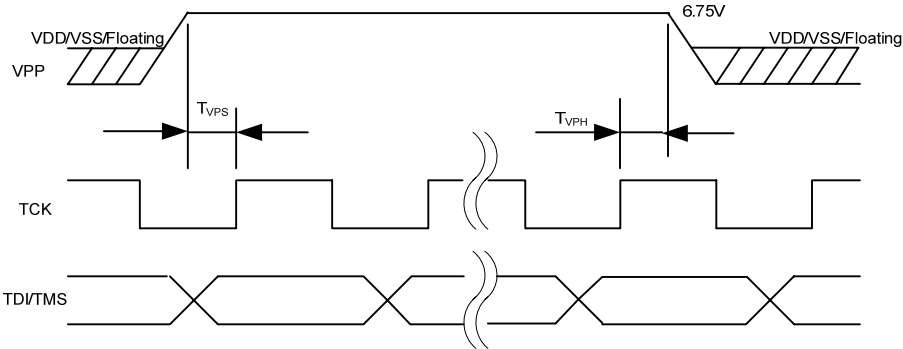 6.75V
VDD/VSS/Floating
VDD/VSS/Floating
VPP
TVPS
TVPH
TCK
TDI/TMS